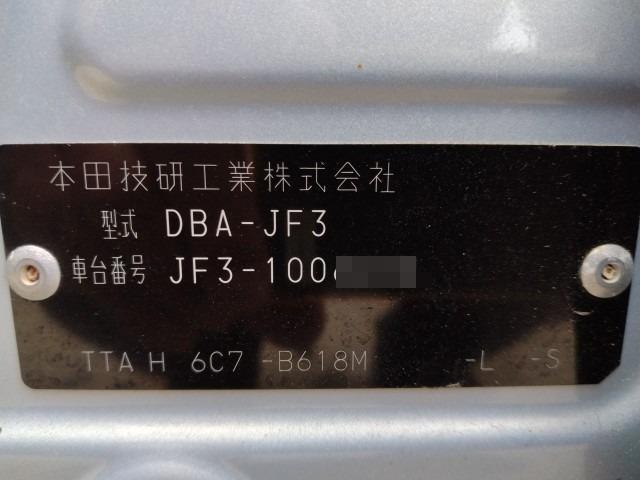 本田技研工業株式会社
型式 DBA-JF3
車台番号 JF3-100
TTA H 6C7 -B618M -L -S